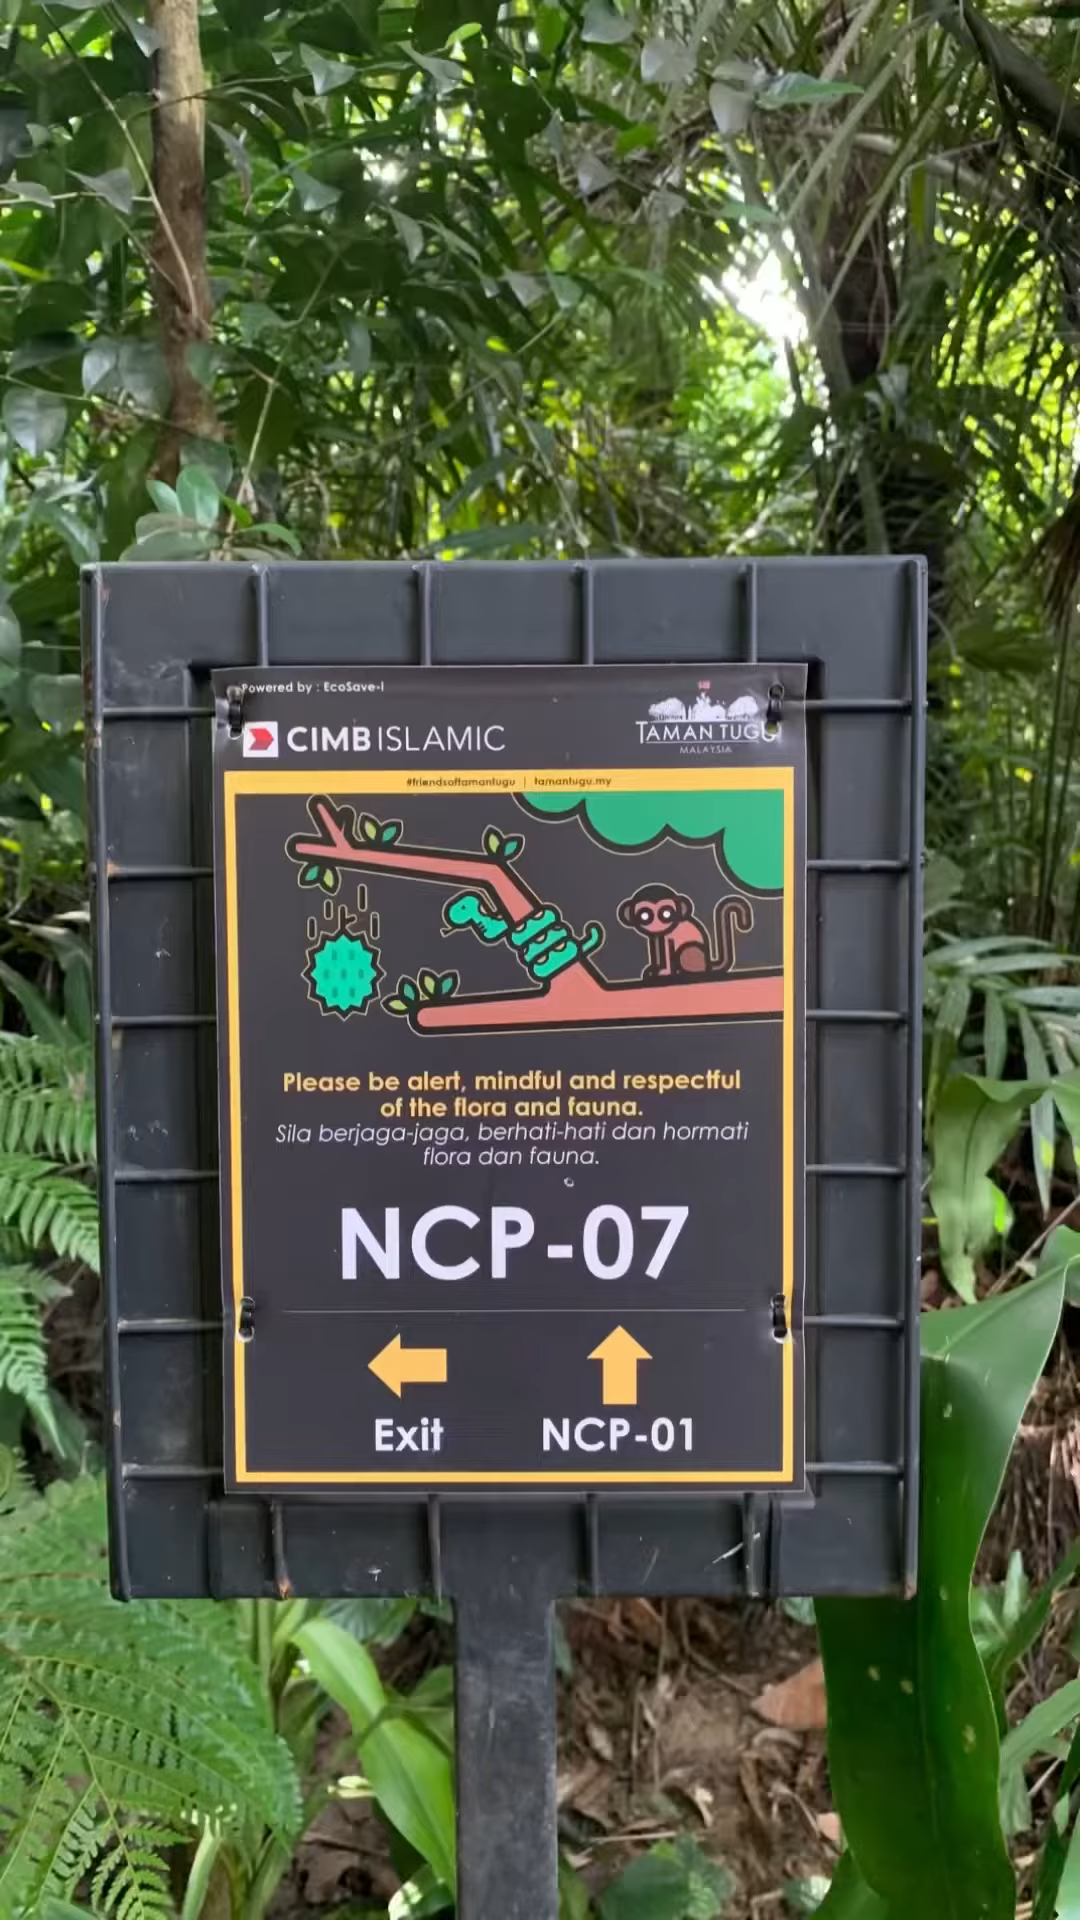 Powered by : EcoSave-i
CIMB ISLAMIC
TAMAN TUGU
MALAYSIA
#friendsoftamantugu | tamantugu.my
Please be alert, mindful and respectful
of the flora and fauna.
Sila berjaga-jaga, berhati-hati dan hormati
flora dan fauna.
NCP-07
Exit
NCP-01